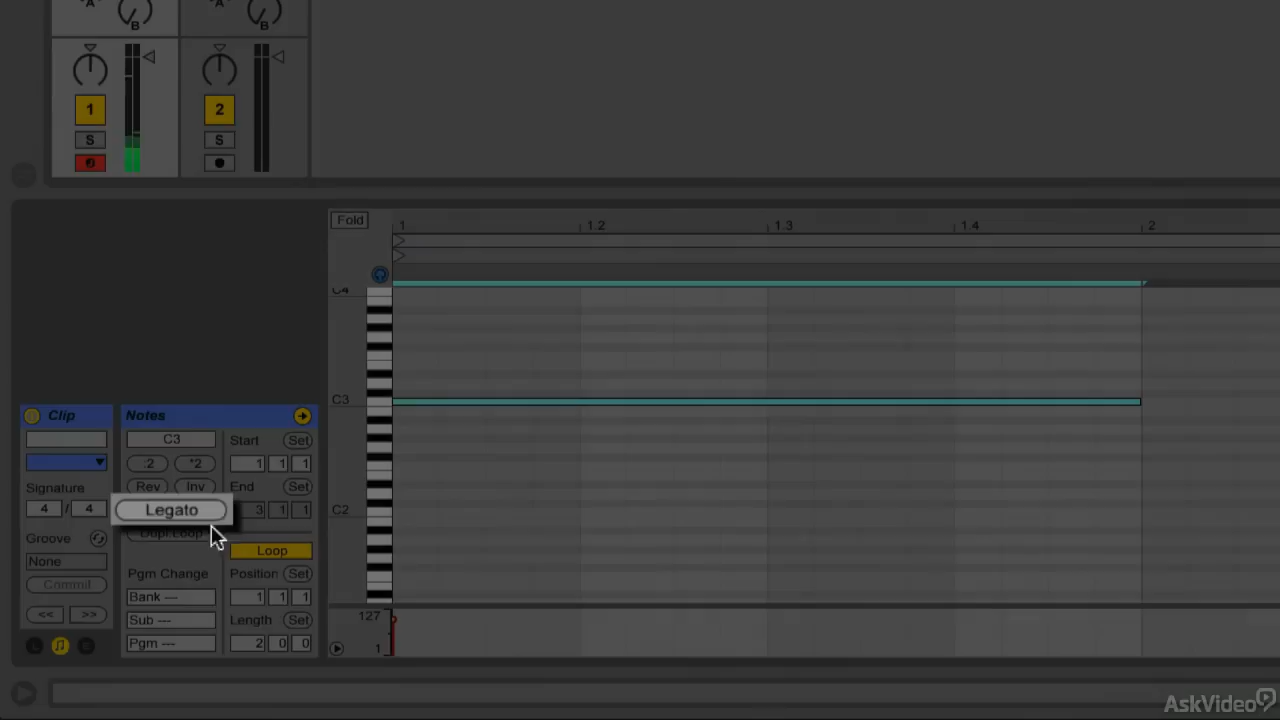 A A
B B
1 2
S S
Fold 1 1.2 1.3 1.4 2
C4
C3
C2
Clip Notes
C3 Start Set
:2 *2 1 1 1
Signature Rev Inv End Set
4 / 4 Legato 3 1 1
Groove Dupl.Loop
None Loop
Commit Pgm Change Position Set
Bank --- 1 1 1
<< >> Sub --- Length Set
Pgm --- 2 0 0
127
1
AskVideo